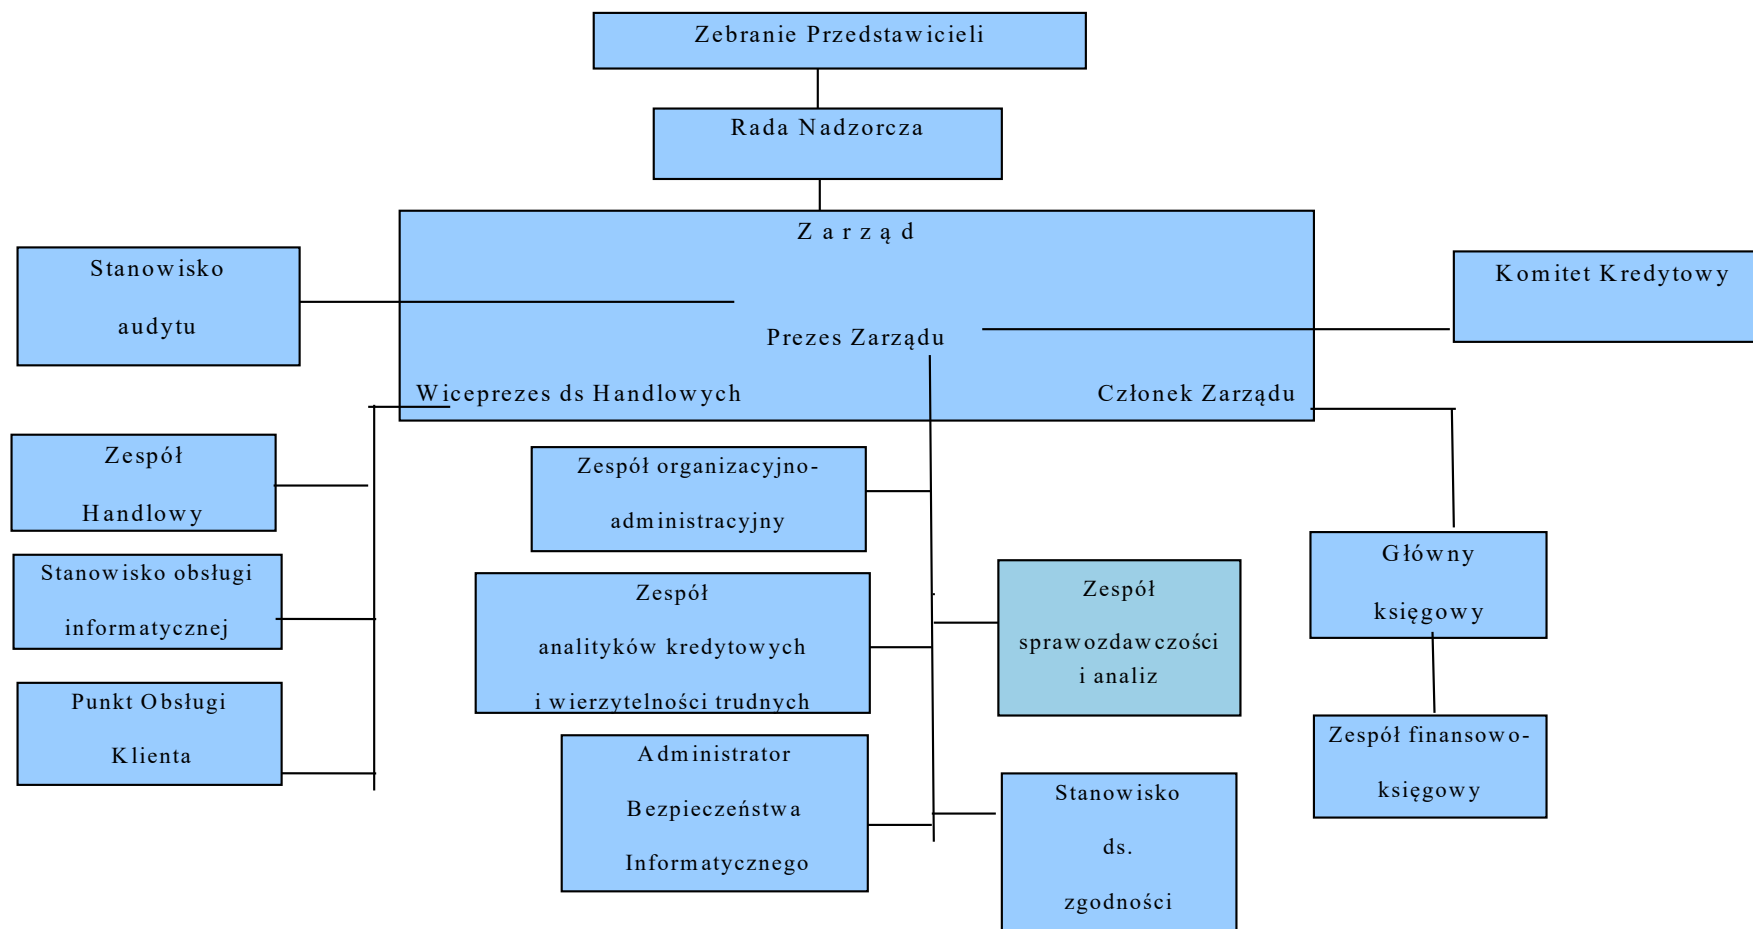 Zebranie Przedstawicieli
Rada Nadzorcza
Zarząd
Stanowisko
audytu
Komitet Kredytowy
Prezes Zarządu
Wiceprezes ds Handlowych
Członek Zarządu
Zespół
Handlowy
Stanowisko obsługi
informatycznej
Punkt Obsługi
Klienta
Zespół organizacyjno-
administracyjny
Zespół
analityków kredytowych
i wierzytelności trudnych
Administrator
Bezpieczeństwa
Informatycznego
Zespół
sprawozdawczości
i analiz
Stanowisko
ds.
zgodności
Główny
księgowy
Zespół finansowo-
księgowy